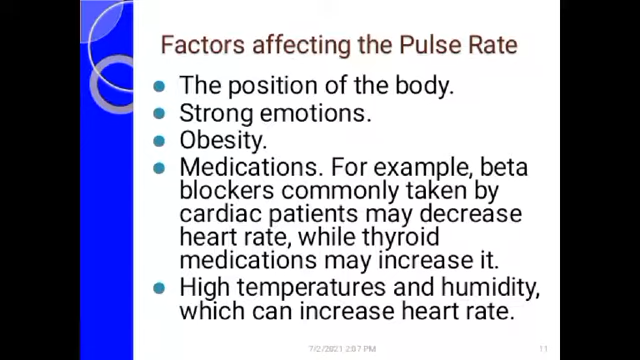 Factors affecting the Pulse Rate
The position of the body.
Strong emotions.
Obesity.
Medications. For example, beta
blockers commonly taken by
cardiac patients may decrease
heart rate, while thyroid
medications may increase it.
High temperatures and humidity,
which can increase heart rate.
7/2/2021 2:07 PM
11